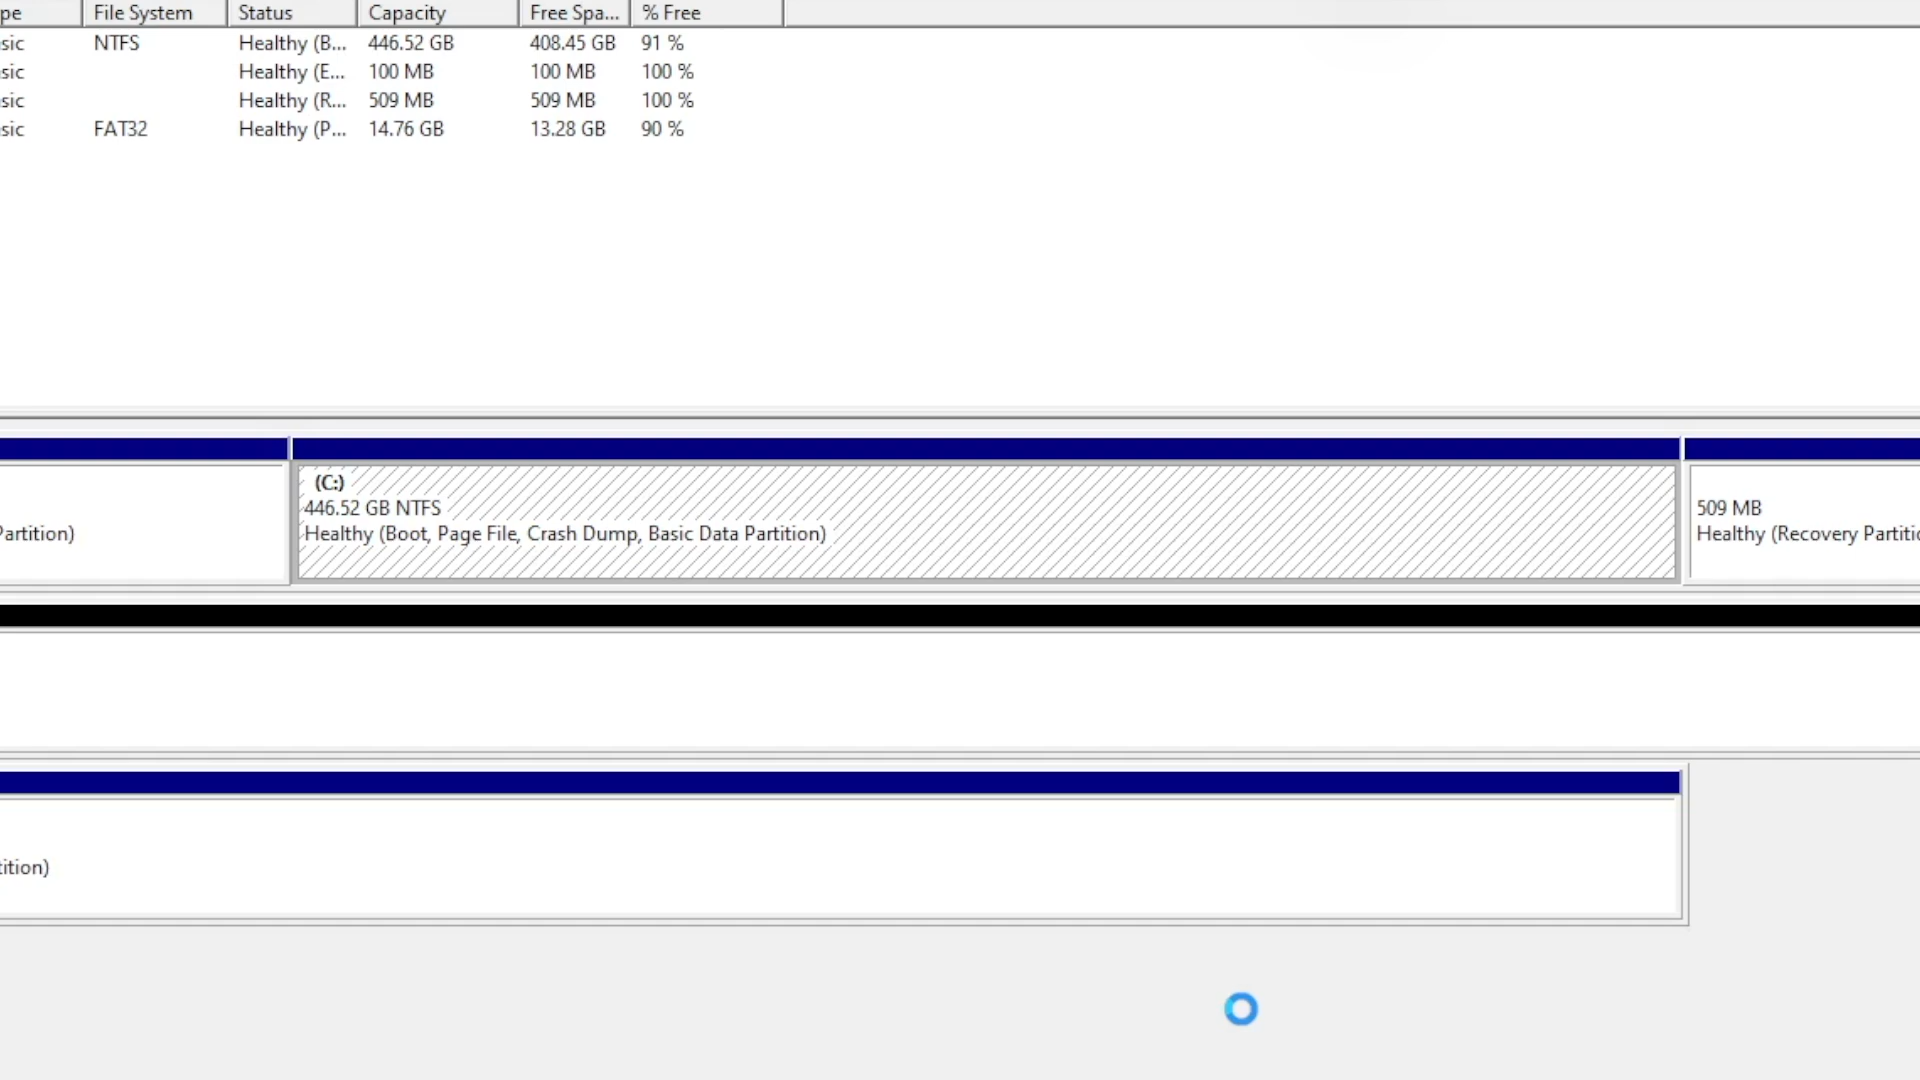 pe File System Status Capacity Free Spa... % Free
sic NTFS Healthy (B... 446.52 GB 408.45 GB 91 %
sic Healthy (E... 100 MB 100 MB 100 %
sic Healthy (R... 509 MB 509 MB 100 %
sic FAT32 Healthy (P... 14.76 GB 13.28 GB 90 %
(C:)
446.52 GB NTFS
Partition) Healthy (Boot, Page File, Crash Dump, Basic Data Partition)
509 MB
Healthy (Recovery Partitio
tition)